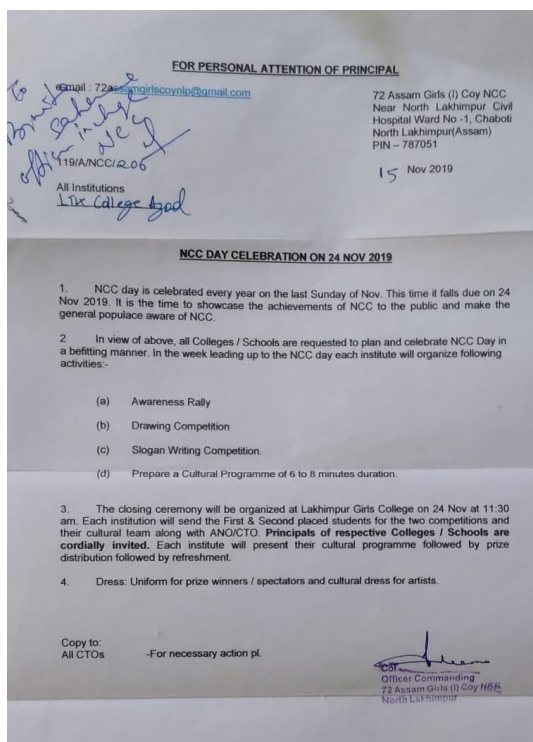 FOR PERSONAL ATTENTION OF PRINCIPAL
email : 72assamgirlscoynlp@gmail.com
To
officer in
NCC
72 Assam Girls (I) Coy NCC
Near North Lakhimpur Civil
Hospital Ward No -1, Chaboti
North Lakhimpur(Assam)
PIN – 787051
119/A/NCC/206
15 Nov 2019
All Institutions
LTK College Azad
NCC DAY CELEBRATION ON 24 NOV 2019
1. NCC day is celebrated every year on the last Sunday of Nov. This time it falls due on 24
Nov 2019. It is the time to showcase the achievements of NCC to the public and make the
general populace aware of NCC.
2 In view of above, all Colleges / Schools are requested to plan and celebrate NCC Day in
a befitting manner. In the week leading up to the NCC day each institute will organize following
activities:-
(a) Awareness Rally
(b) Drawing Competition
(c) Slogan Writing Competition.
(d) Prepare a Cultural Programme of 6 to 8 minutes duration.
3. The closing ceremony will be organized at Lakhimpur Girls College on 24 Nov at 11:30
am. Each institution will send the First & Second placed students for the two competitions and
their cultural team along with ANO/CTO. Principals of respective Colleges / Schools are
cordially invited. Each institute will present their cultural programme followed by prize
distribution followed by refreshment.
4. Dress: Uniform for prize winners / spectators and cultural dress for artists.
Copy to:
All CTOs -For necessary action pl.
Officer Commanding
72 Assam Girls (I) Coy NCC
North Lakhimpur